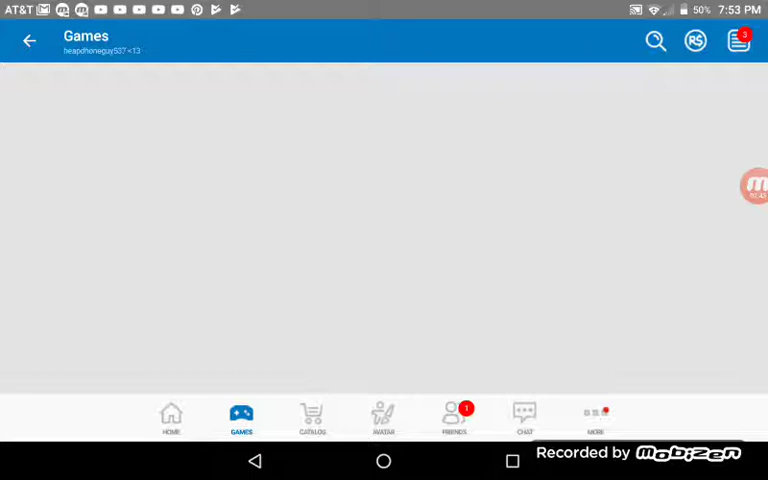 AT&T 50% 7:53 PM
Games
R$
3
heapdhoneguy537 <13
HOME
GAMES
CATALOG
AVATAR
1
FRIENDS
CHAT
MORE
Recorded by mobizen